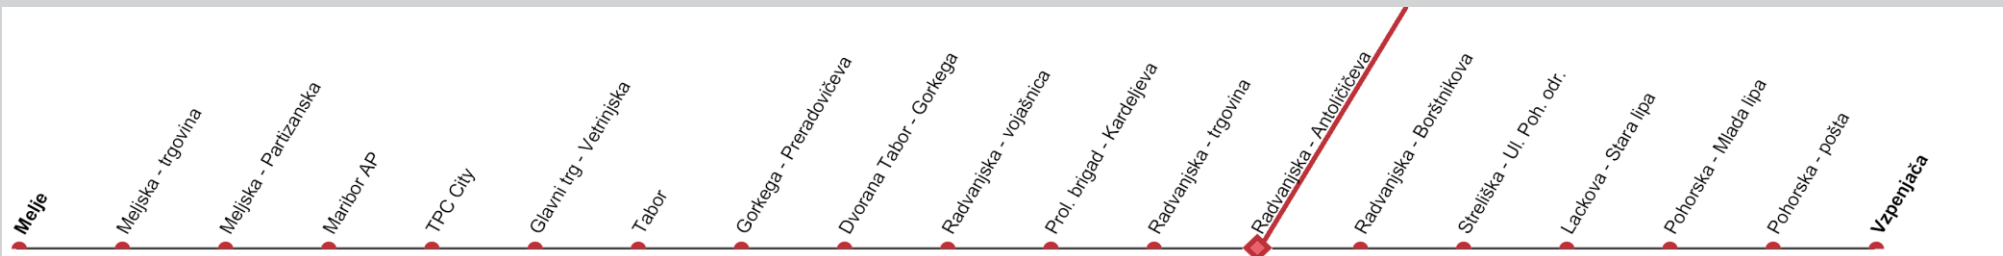 Melje
Meljska - trgovina
Meljska - Partizanska
Maribor AP
TPC City
Glavni trg - Vetrinjska
Tabor
Gorkega - Preradovičeva
Dvorana Tabor - Gorkega
Radvanjska - vojašnica
Prol. brigad - Kardeljeva
Radvanjska - trgovina
Radvanjska - Antoličičeva
Radvanjska - Borštnikova
Streliška - Ul. Poh. odr.
Lackova - Stara lipa
Pohorska - Mlada lipa
Pohorska - pošta
Vzpenjača